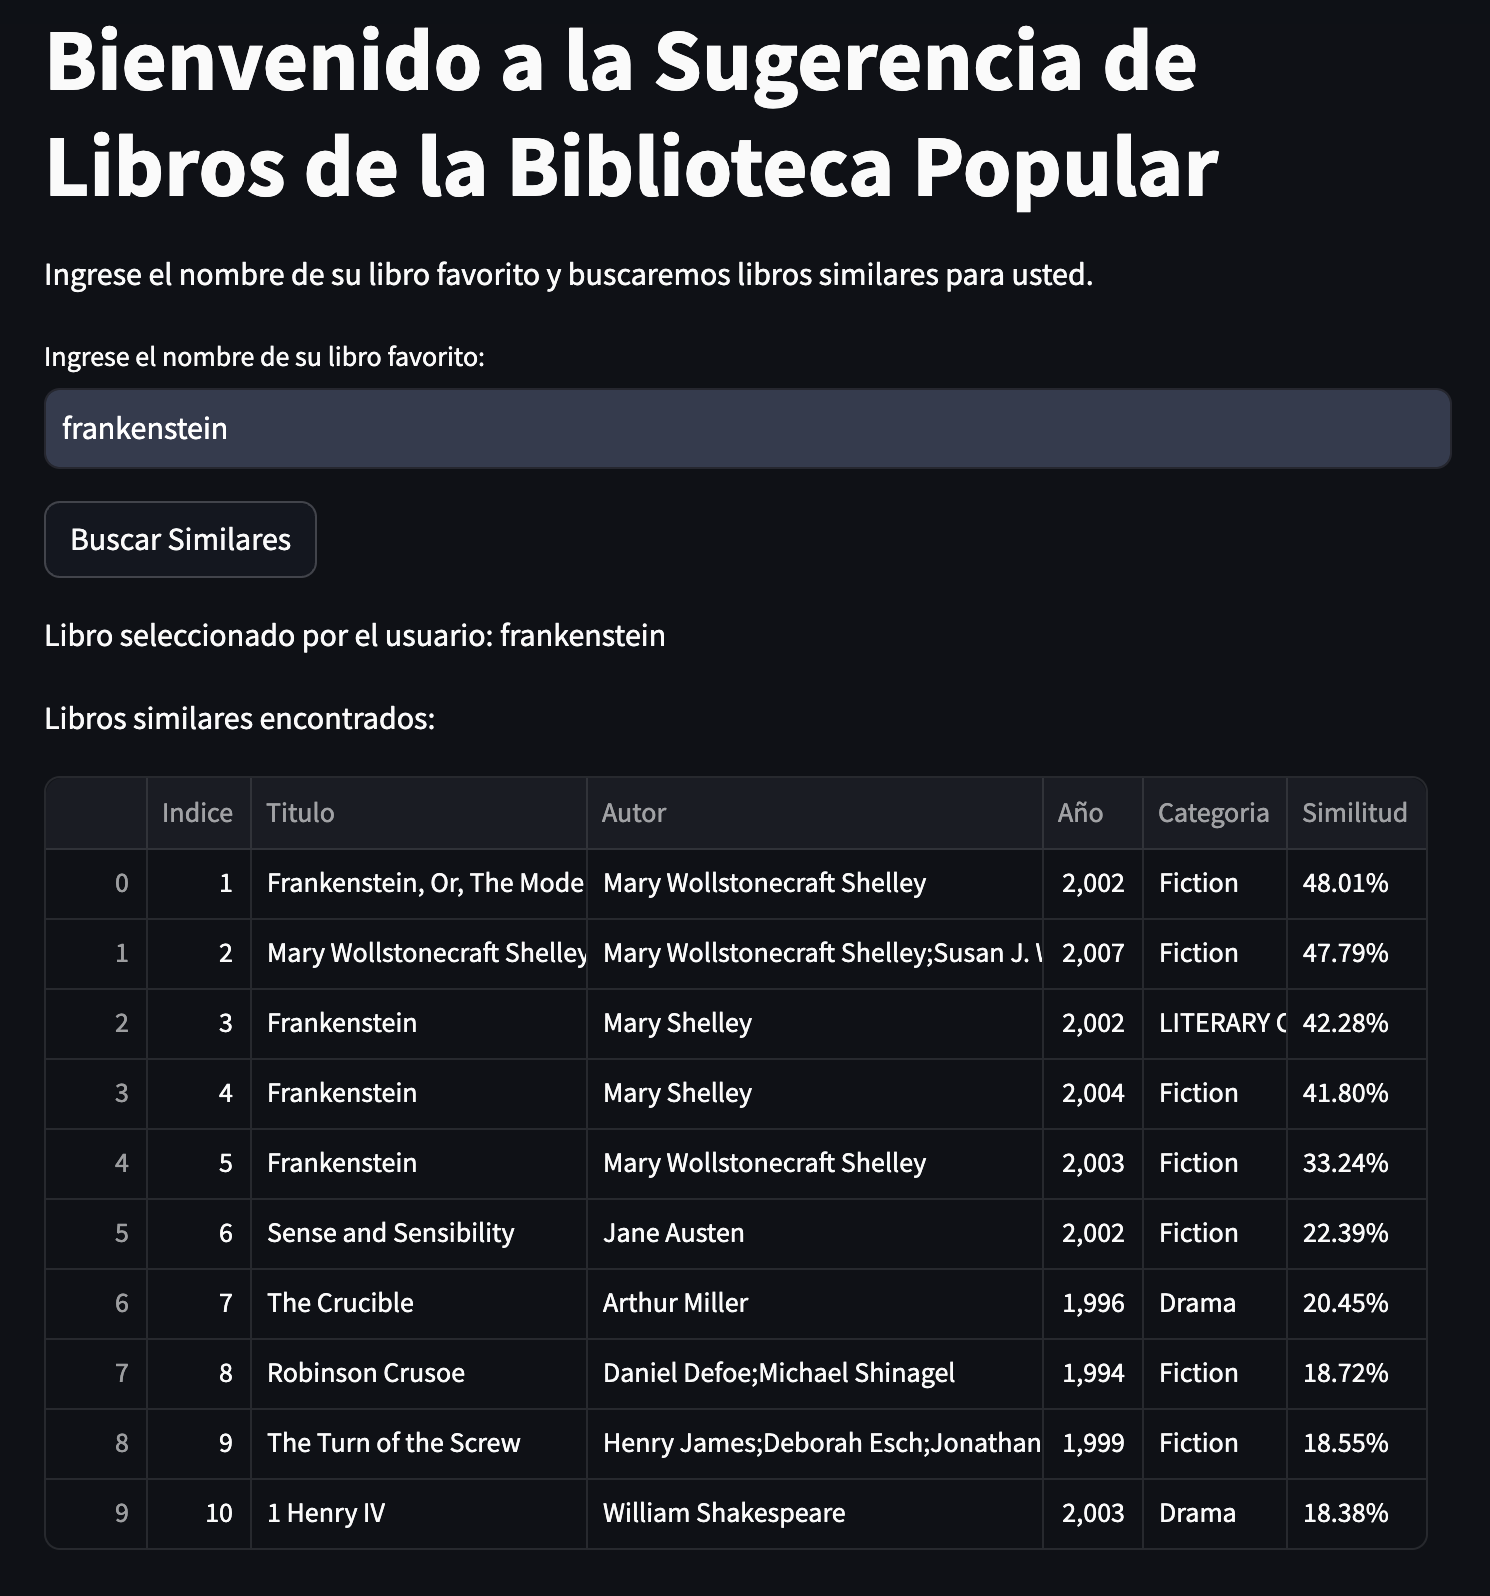 Bienvenido a la Sugerencia de
Libros de la Biblioteca Popular
Ingrese el nombre de su libro favorito y buscaremos libros similares para usted.
Ingrese el nombre de su libro favorito:
frankenstein
Buscar Similares
Libro seleccionado por el usuario: frankenstein
Libros similares encontrados:
Indice Titulo Autor Año Categoria Similitud
0 1 Frankenstein, Or, The Mode Mary Wollstonecraft Shelley 2,002 Fiction 48.01%
1 2 Mary Wollstonecraft Shelley Mary Wollstonecraft Shelley;Susan J. 2,007 Fiction 47.79%
2 3 Frankenstein Mary Shelley 2,002 LITERARY 42.28%
3 4 Frankenstein Mary Shelley 2,004 Fiction 41.80%
4 5 Frankenstein Mary Wollstonecraft Shelley 2,003 Fiction 33.24%
5 6 Sense and Sensibility Jane Austen 2,002 Fiction 22.39%
6 7 The Crucible Arthur Miller 1,996 Drama 20.45%
7 8 Robinson Crusoe Daniel Defoe;Michael Shinagel 1,994 Fiction 18.72%
8 9 The Turn of the Screw Henry James;Deborah Esch;Jonathan 1,999 Fiction 18.55%
9 10 1 Henry IV William Shakespeare 2,003 Drama 18.38%